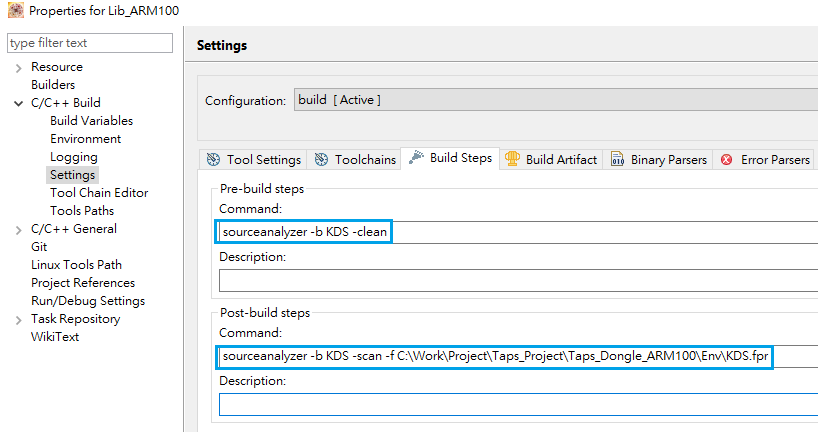 Properties for Lib_ARM100
type filter text
Resource
Builders
C/C++ Build
Build Variables
Environment
Logging
Settings
Tool Chain Editor
Tools Paths
C/C++ General
Git
Linux Tools Path
Project References
Run/Debug Settings
Task Repository
WikiText
Settings
Configuration: build [ Active ]
Tool Settings Toolchains Build Steps Build Artifact Binary Parsers Error Parsers
Pre-build steps
Command:
sourceanalyzer -b KDS -clean
Description:
Post-build steps
Command:
sourceanalyzer -b KDS -scan -f C:\Work\Project\Taps_Project\Taps_Dongle_ARM100\Env\KDS.fpr
Description: